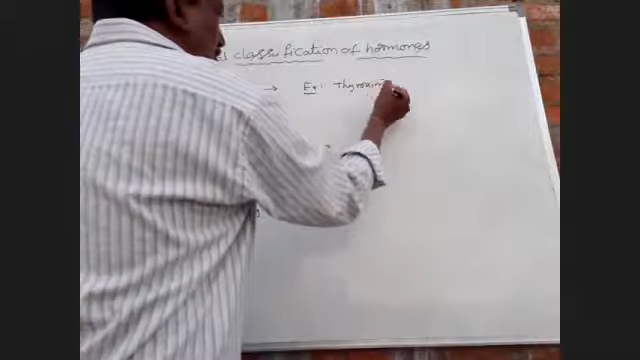 classification of hormones
→ Ex: Thyroxin